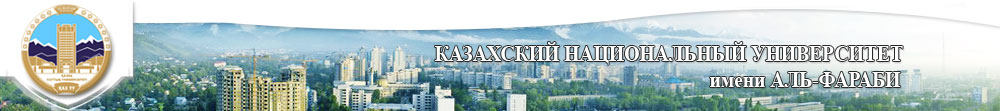 КАЗАХСКИЙ НАЦИОНАЛЬНЫЙ УНИВЕРСИТЕТ
имени АЛЬ-ФАРАБИ